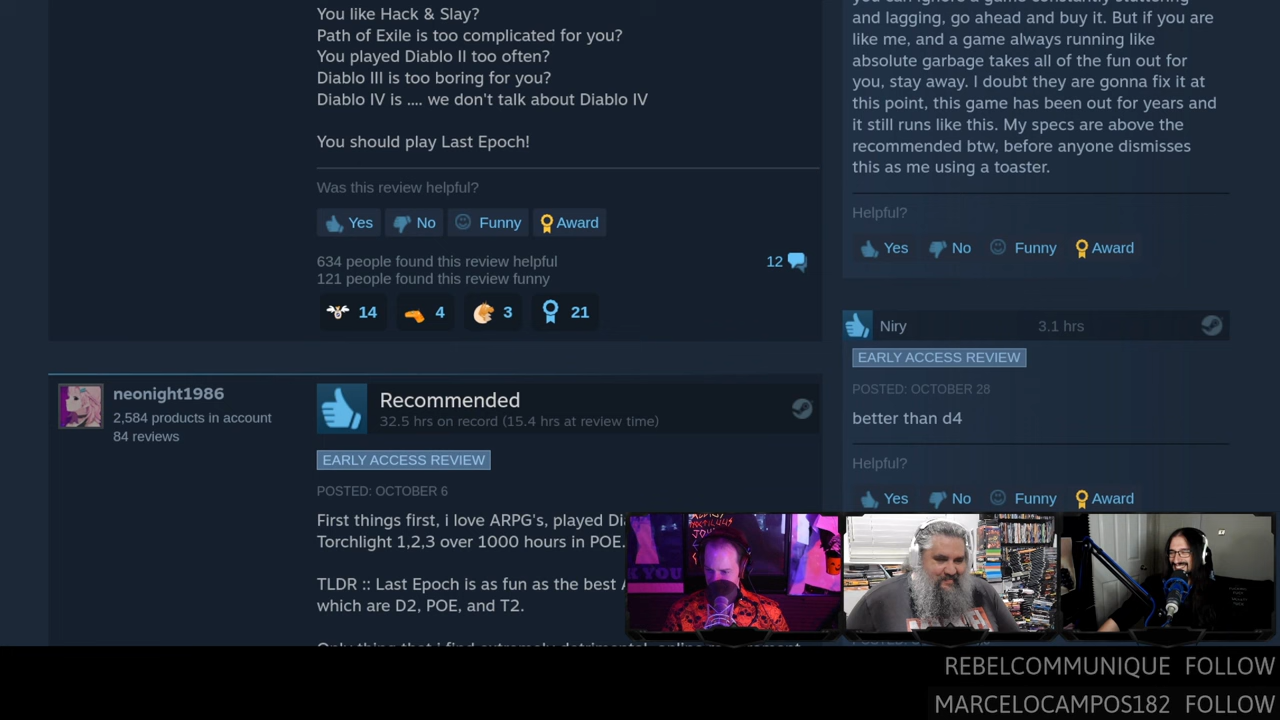 You like Hack & Slay?
Path of Exile is too complicated for you?
You played Diablo II too often?
Diablo III is too boring for you?
Diablo IV is .... we don't talk about Diablo IV
You should play Last Epoch!
Was this review helpful?
Yes
No
Funny
Award
634 people found this review helpful
121 people found this review funny
12
14
4
3
21
neonight1986
2,584 products in account
84 reviews
Recommended
32.5 hrs on record (15.4 hrs at review time)
EARLY ACCESS REVIEW
POSTED: OCTOBER 6
First things first, i love ARPG's, played
Torchlight 1,2,3 over 1000 hours in POE.
TLDR :: Last Epoch is as fun as the best
which are D2, POE, and T2.
and lagging, go ahead and buy it. But if you are
like me, and a game always running like
absolute garbage takes all of the fun out for
you, stay away. I doubt they are gonna fix it at
this point, this game has been out for years and
it still runs like this. My specs are above the
recommended btw, before anyone dismisses
this as me using a toaster.
Helpful?
Yes
No
Funny
Award
Niry
3.1 hrs
EARLY ACCESS REVIEW
POSTED: OCTOBER 28
better than d4
Helpful?
Yes
No
Funny
Award
REBELCOMMUNIQUE FOLLOW
MARCELOCAMPOS182 FOLLOW